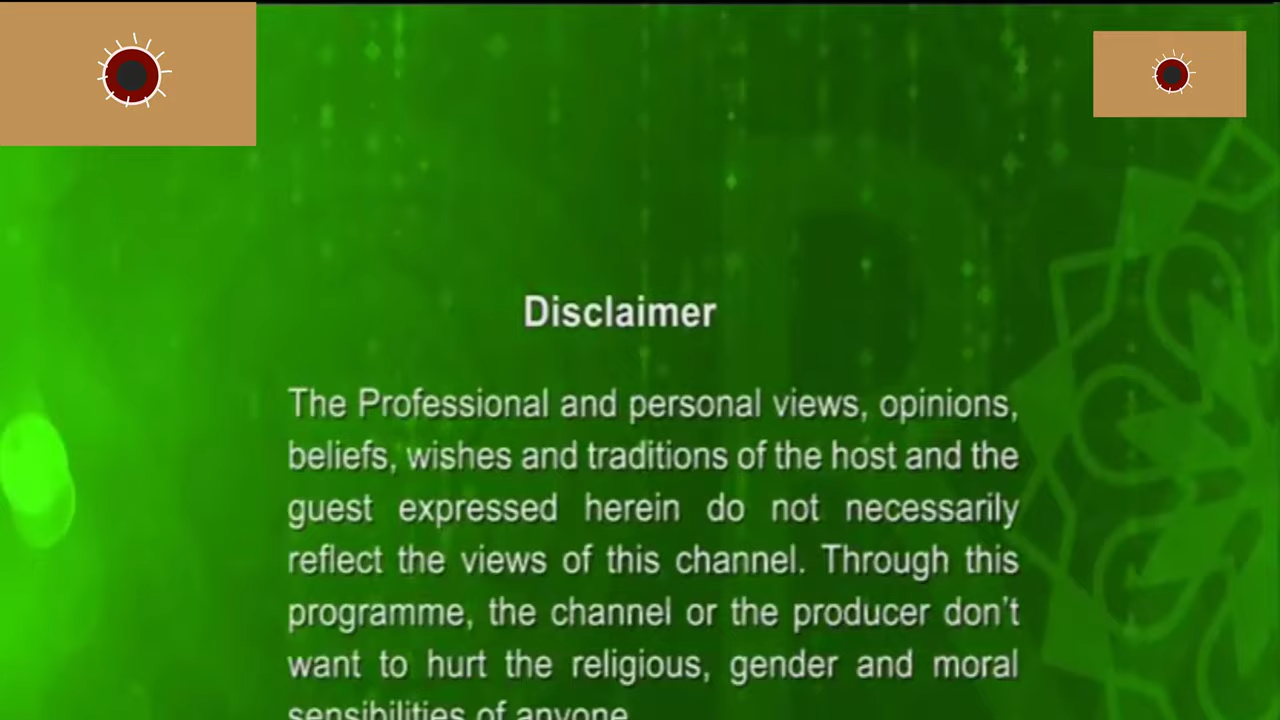 Disclaimer
The Professional and personal views, opinions,
beliefs, wishes and traditions of the host and the
guest expressed herein do not necessarily
reflect the views of this channel. Through this
programme, the channel or the producer don't
want to hurt the religious, gender and moral
sensibilities of anyone